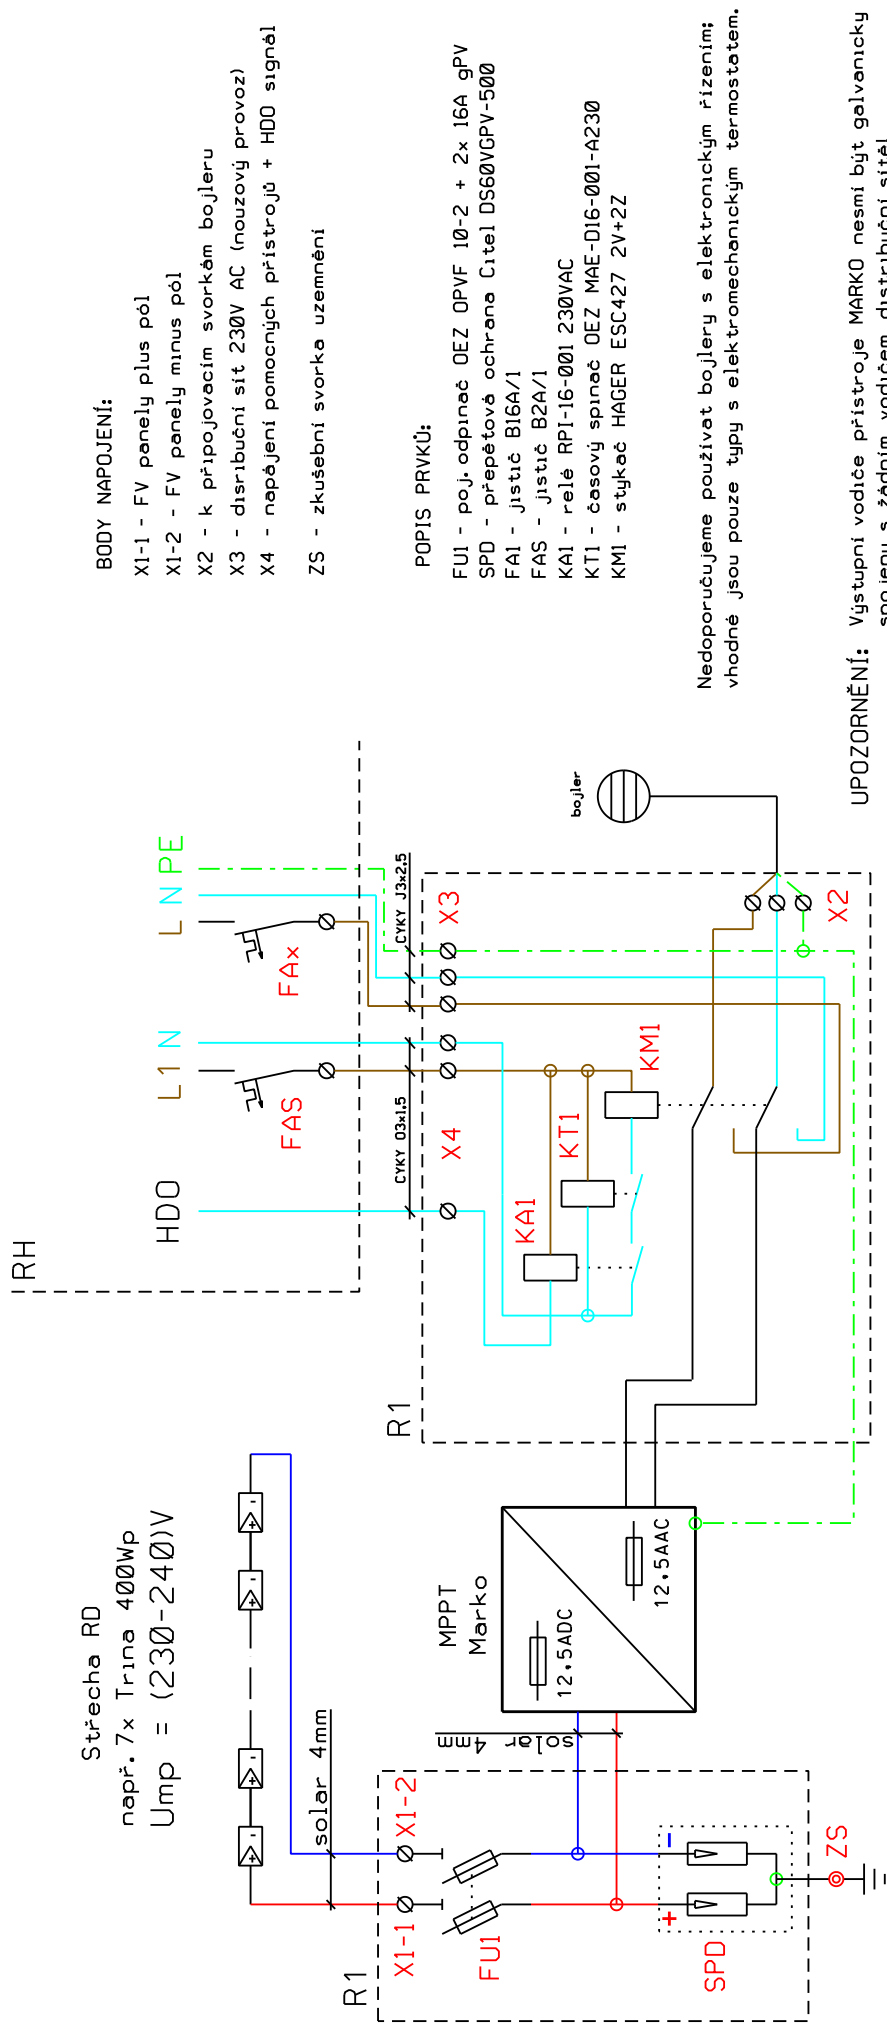 BODY NAPOJENÍ:
X1-1 - FV panely plus pól
X1-2 - FV panely minus pól
X2 - k připojovacím svorkám bojleru
X3 - disribuční síť 230V AC (nouzový provoz)
X4 - napájení pomocných přístrojů + HDO signál
ZS - zkušební svorka uzemnění
POPIS PRVKŮ:
FU1 - poj. odpínač OEZ OPVF 10-2 + 2x 16A gPV
SPD - přepěťová ochrana Citel DS60VGPV-500
FA1 - jistič B16A/1
FAS - jistič B2A/1
KA1 - relé RPI-16-001 230VAC
KT1 - časový spínač OEZ MAE-D16-001-A230
KM1 - stykač HAGER ESC427 2V+2Z
Nedoporučujeme používat bojlery s elektronickým řízením;
vhodné jsou pouze typy s elektromechanickým termostatem.
UPOZORNĚNÍ: Výstupní vodiče přístroje MARKO nesmí být galvanicky
spojeny s žádným vodičem distribuční sítě!
RH
HDO
L1
N
L
N
PE
FAS
FAx
CYKY O3x1.5
CYKY J3x2.5
X4
X3
R1
KA1
KT1
KM1
X2
bojler
Střecha RD
např. 7x Trina 400Wp
Ump = (230-240)V
solar 4mm
MPPT
Marko
12.5ADC
12.5AAC
solar
4mm
R1
X1-1
X1-2
FU1
SPD
+
-
ZS